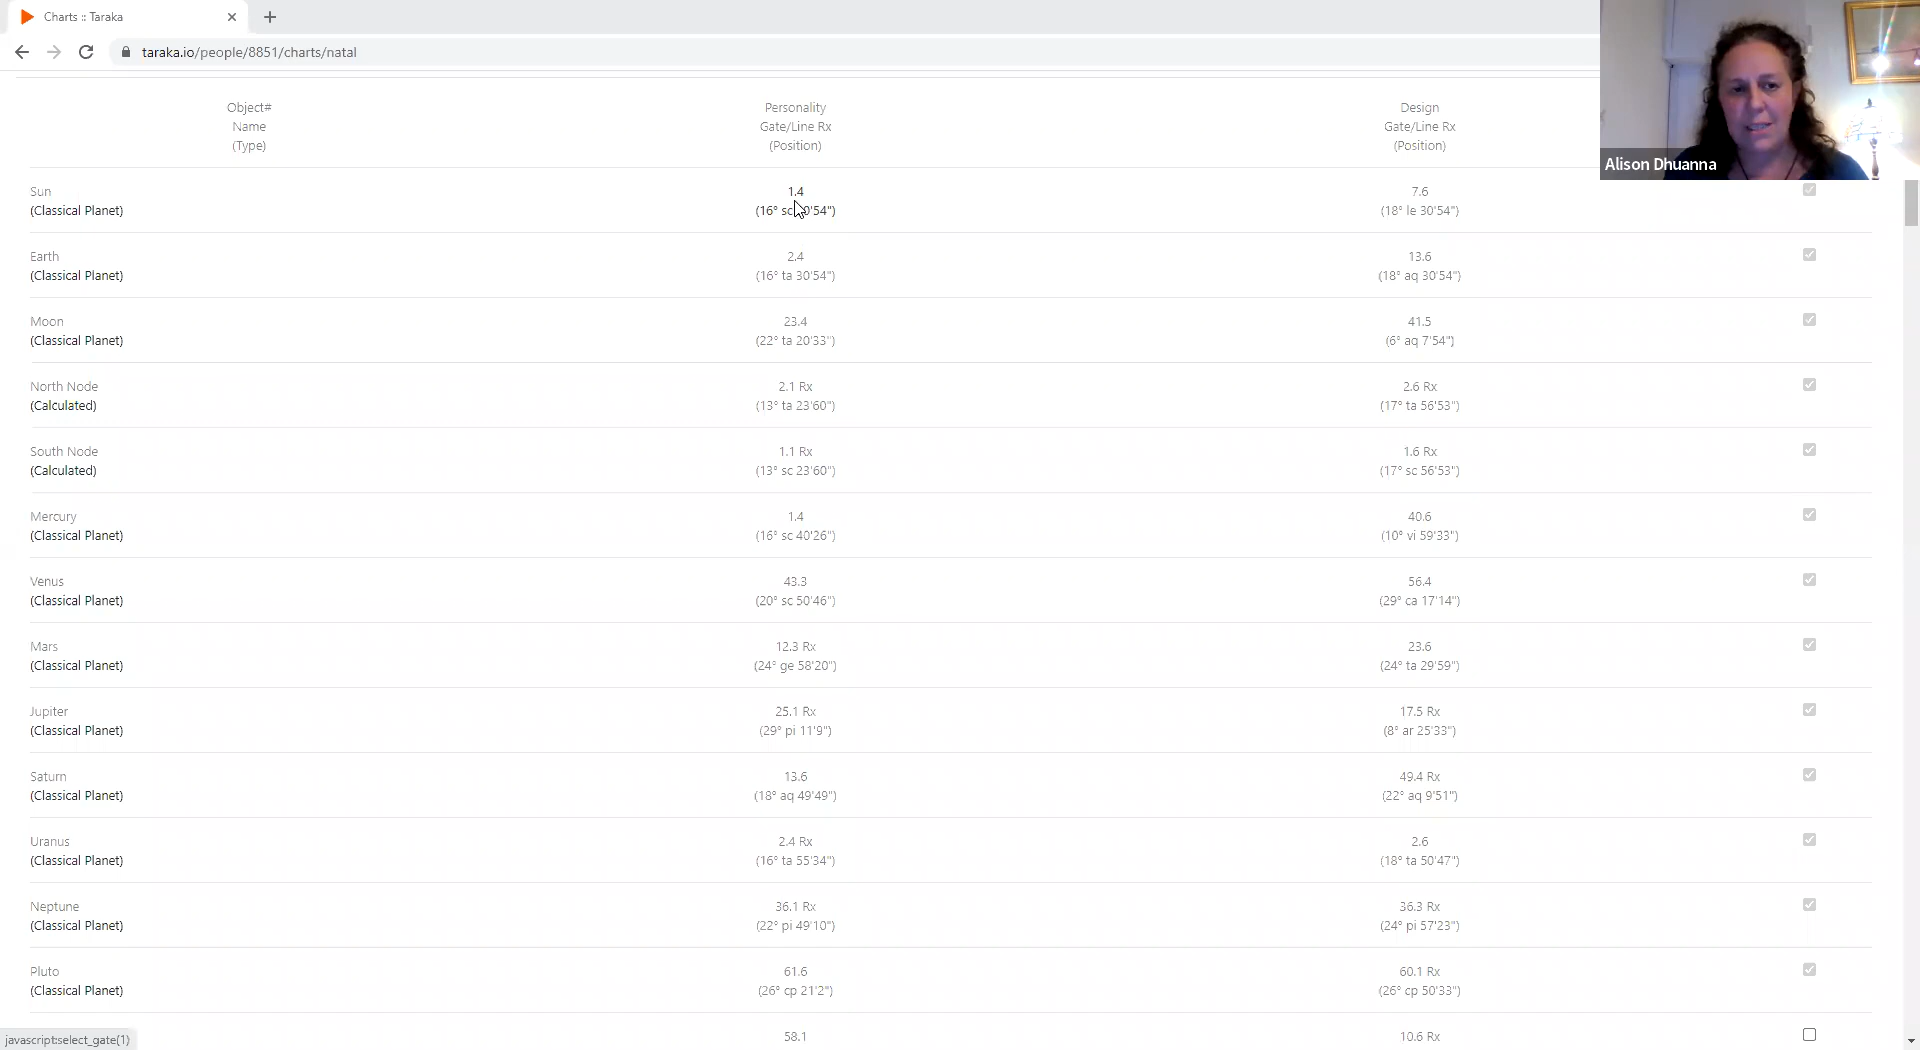 Charts :: Taraka
taraka.io/people/8851/charts/natal
Alison Dhuanna
Object#
Name
(Type)
Personality
Gate/Line Rx
(Position)
Design
Gate/Line Rx
(Position)
Sun
(Classical Planet)
1.4
7.6
(18° le 30'54")
Earth
(Classical Planet)
2.4
(16° ta 30'54")
13.6
(18° aq 30'54")
Moon
(Classical Planet)
23.4
(22° ta 20'33")
41.5
(6° aq 7'54")
North Node
(Calculated)
2.1 Rx
(13° ta 23'60")
2.6 Rx
(17° ta 56'53")
South Node
(Calculated)
1.1 Rx
(13° sc 23'60")
1.6 Rx
(17° sc 56'53")
Mercury
(Classical Planet)
1.4
(16° sc 40'26")
40.6
(10° vi 59'33")
Venus
(Classical Planet)
43.3
(20° sc 50'46")
56.4
(29° ca 17'14")
Mars
(Classical Planet)
12.3 Rx
(24° ge 58'20")
23.6
(24° ta 29'59")
Jupiter
(Classical Planet)
25.1 Rx
(29° pi 11'9")
17.5 Rx
(8° ar 25'33")
Saturn
(Classical Planet)
13.6
(18° aq 49'49")
49.4 Rx
(22° aq 9'51")
Uranus
(Classical Planet)
2.4 Rx
(16° ta 55'34")
2.6
(18° ta 50'47")
Neptune
(Classical Planet)
36.1 Rx
(22° pi 49'10")
36.3 Rx
(24° pi 57'23")
Pluto
(Classical Planet)
61.6
(26° cp 21'2")
60.1 Rx
(26° cp 50'33")
58.1
10.6 Rx
javascript:select_gate(1)